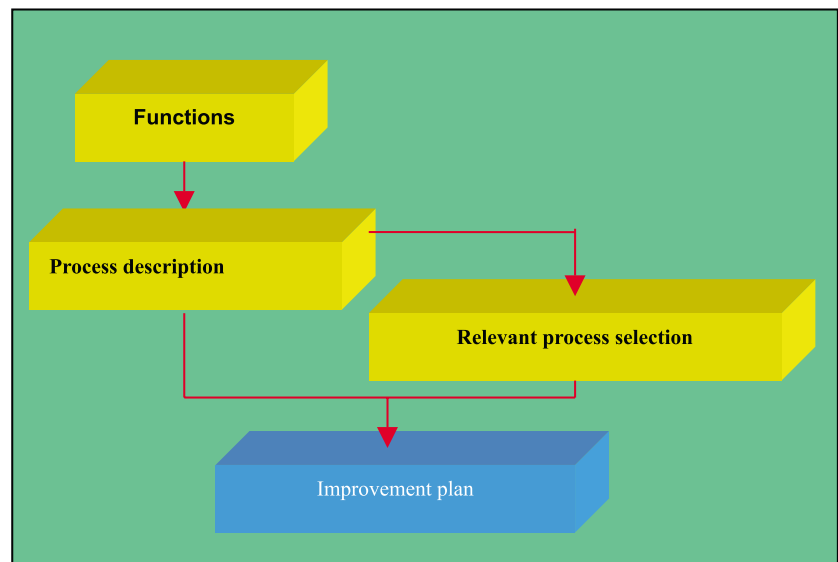 Functions
Process description
Relevant process selection
Improvement plan